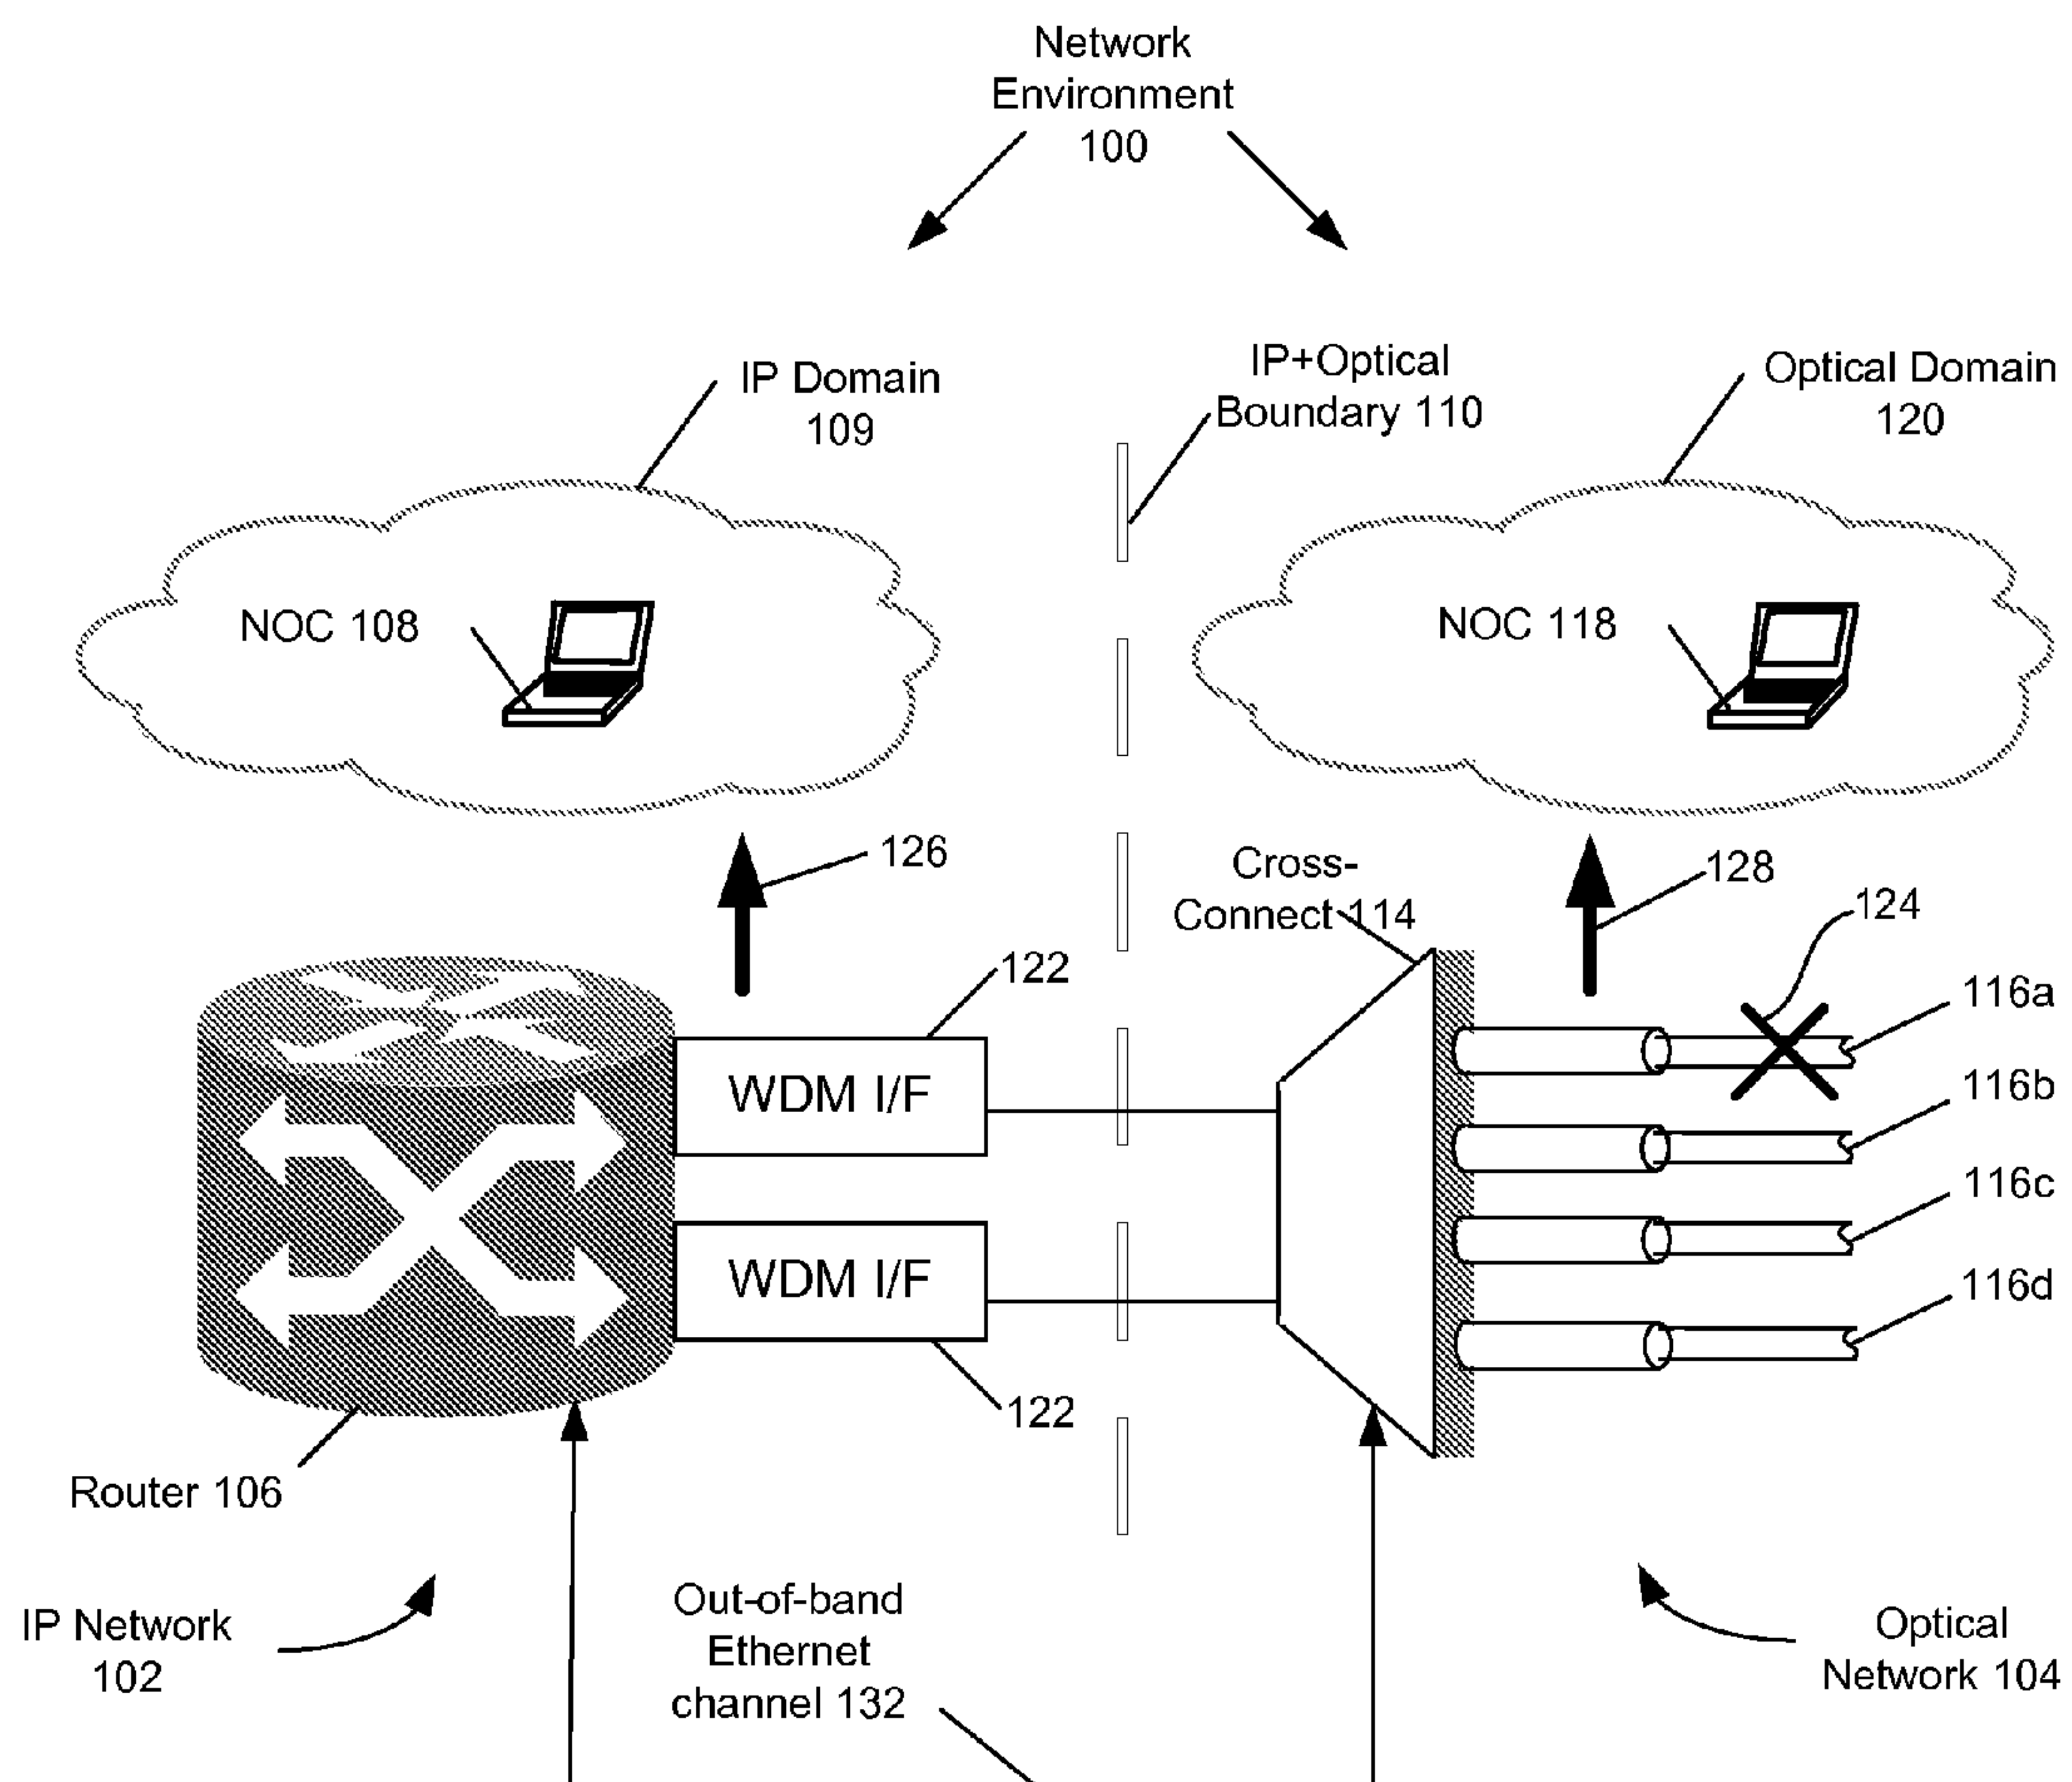 Network
Environment
100
IP Domain
109
IP+Optical
Boundary 110
Optical Domain
120
NOC 108
NOC 118
126
Cross-
Connect 114
128
124
122
116a
WDM I/F
116b
116c
WDM I/F
116d
122
Router 106
IP Network
102
Out-of-band
Ethernet
channel 132
Optical
Network 104